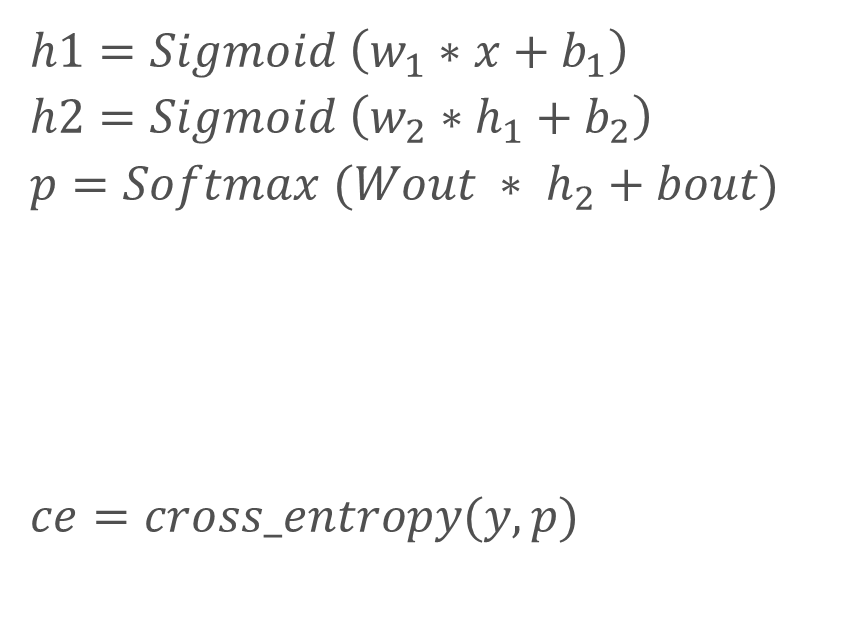 h1 = Sigmoid (w₁ * x + b₁)
h2 = Sigmoid (w₂ * h₁ + b₂)
p = Softmax (Wout * h₂ + bout)
ce = cross_entropy(y, p)